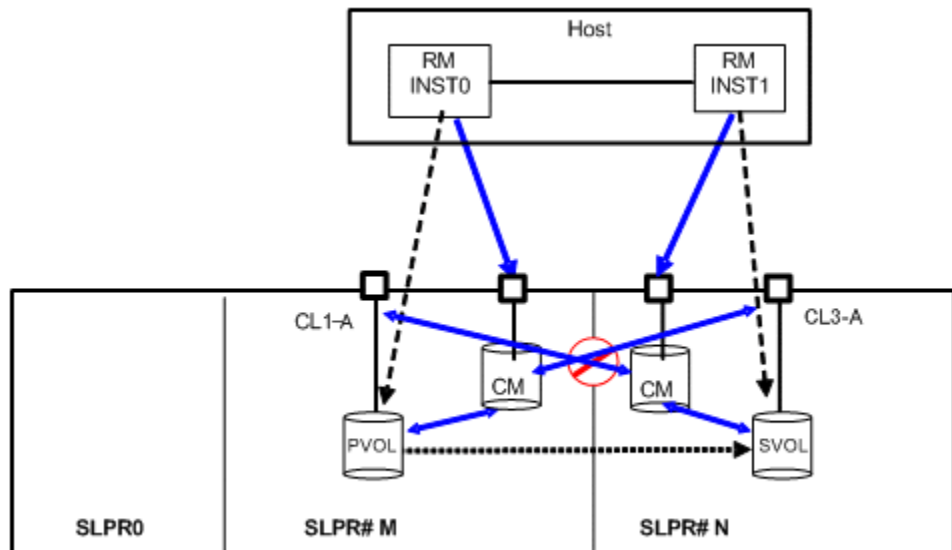 Host
RM
INST0
RM
INST1
CL1-A
CL3-A
CM
CM
PVOL
SVOL
SLPR0
SLPR# M
SLPR# N